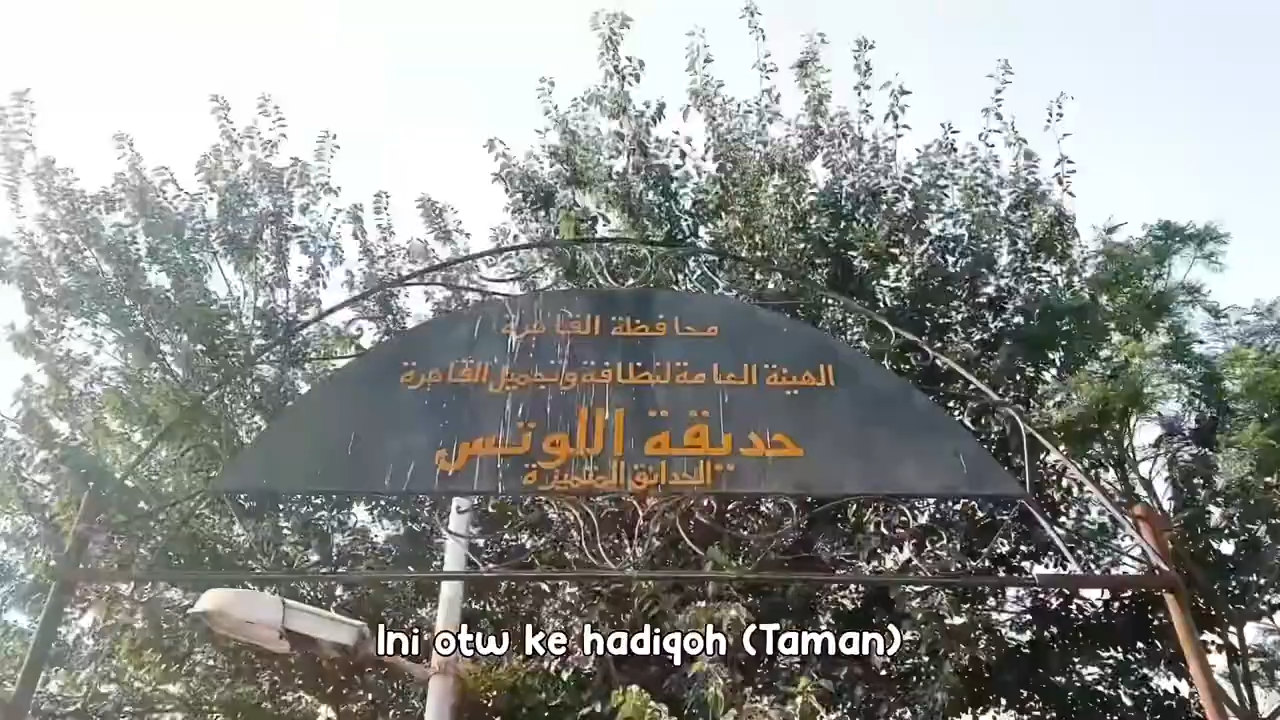 محافظة القاهرة
الهيئة العامة لنظافة وتجميل القاهرة
حديقة اللوتس
الحدائق المتميزة
Ini otw ke hadiqoh (Taman)